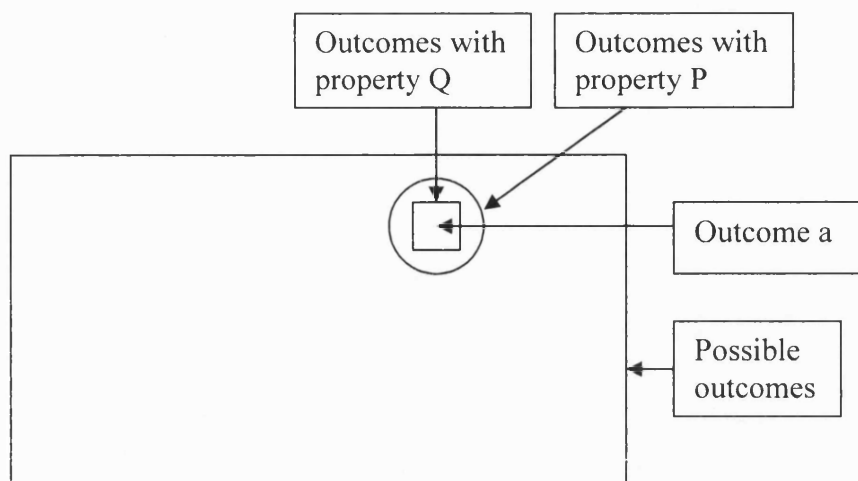 Outcomes with
property Q
Outcomes with
property P
Outcome a
Possible
outcomes